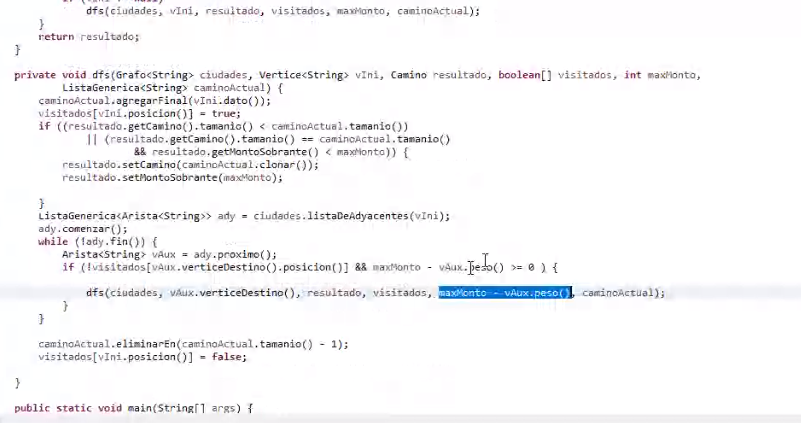 dfs(ciudades, vIni, resultado, visitados, maxMonto, caminoActual);
}
return resultado;
}
private void dfs(Grafo<String> ciudades, Vertice<String> vIni, Camino resultado, boolean[] visitados, int maxMonto,
ListaGenerica<String> caminoActual) {
caminoActual.agregarFinal(vIni.dato());
visitados[vIni.posicion()] = true;
if ((resultado.getCamino().tamanio() < caminoActual.tamanio())
|| (resultado.getCamino().tamanio() == caminoActual.tamanio()
&& resultado.getMontoSobrante() < maxMonto)) {
resultado.setCamino(caminoActual.clonar());
resultado.setMontoSobrante(maxMonto);
}
ListaGenerica<Arista<String>> ady = ciudades.listaDeAdyacentes(vIni);
ady.comenzar();
while (!ady.fin()) {
Arista<String> vAux = ady.proximo();
if (!visitados[vAux.verticeDestino().posicion()] && maxMonto - vAux.peso() >= 0 ) {
dfs(ciudades, vAux.verticeDestino(), resultado, visitados, maxMonto - vAux.peso(), caminoActual);
}
}
caminoActual.eliminarEn(caminoActual.tamanio() - 1);
visitados[vIni.posicion()] = false;
}
public static void main(String[] args) {